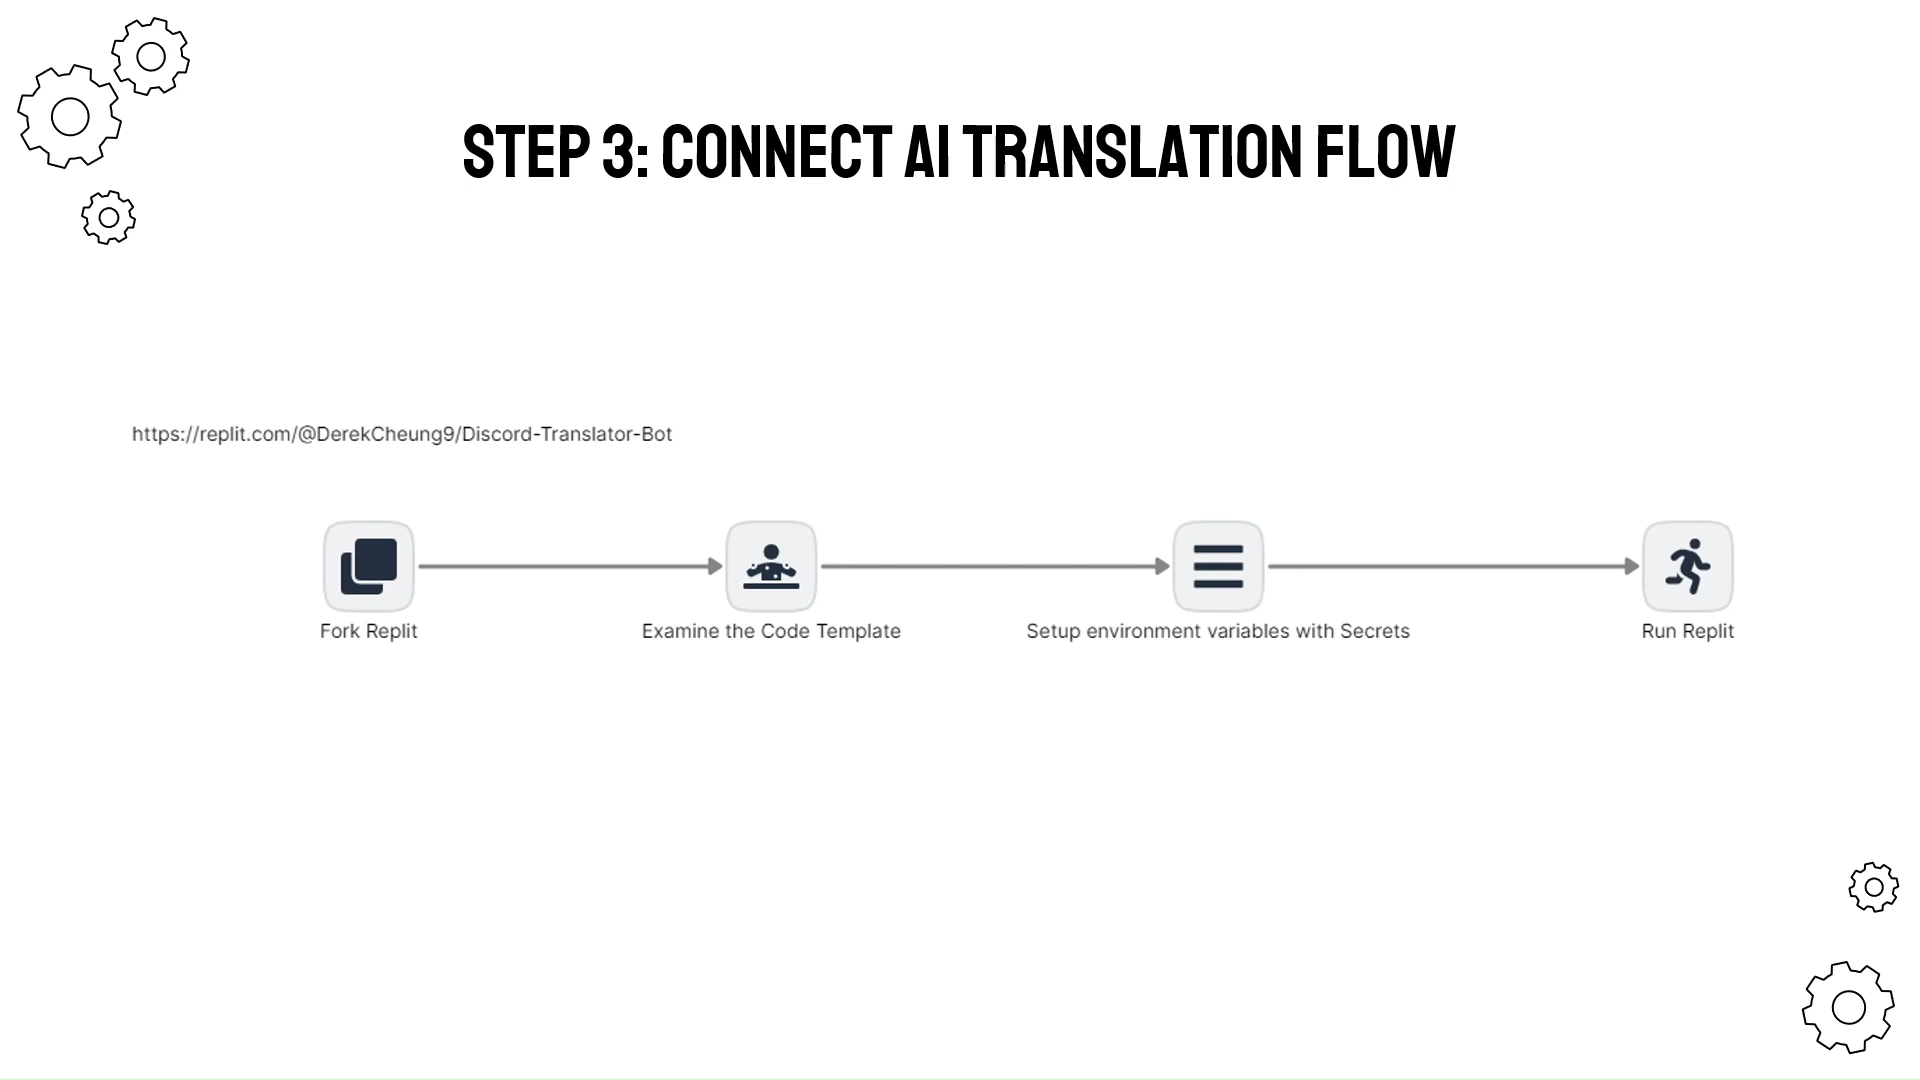 STEP 3: CONNECT AI TRANSLATION FLOW
https://replit.com/@DerekCheung9/Discord-Translator-Bot
Fork Replit
Examine the Code Template
Setup environment variables with Secrets
Run Replit